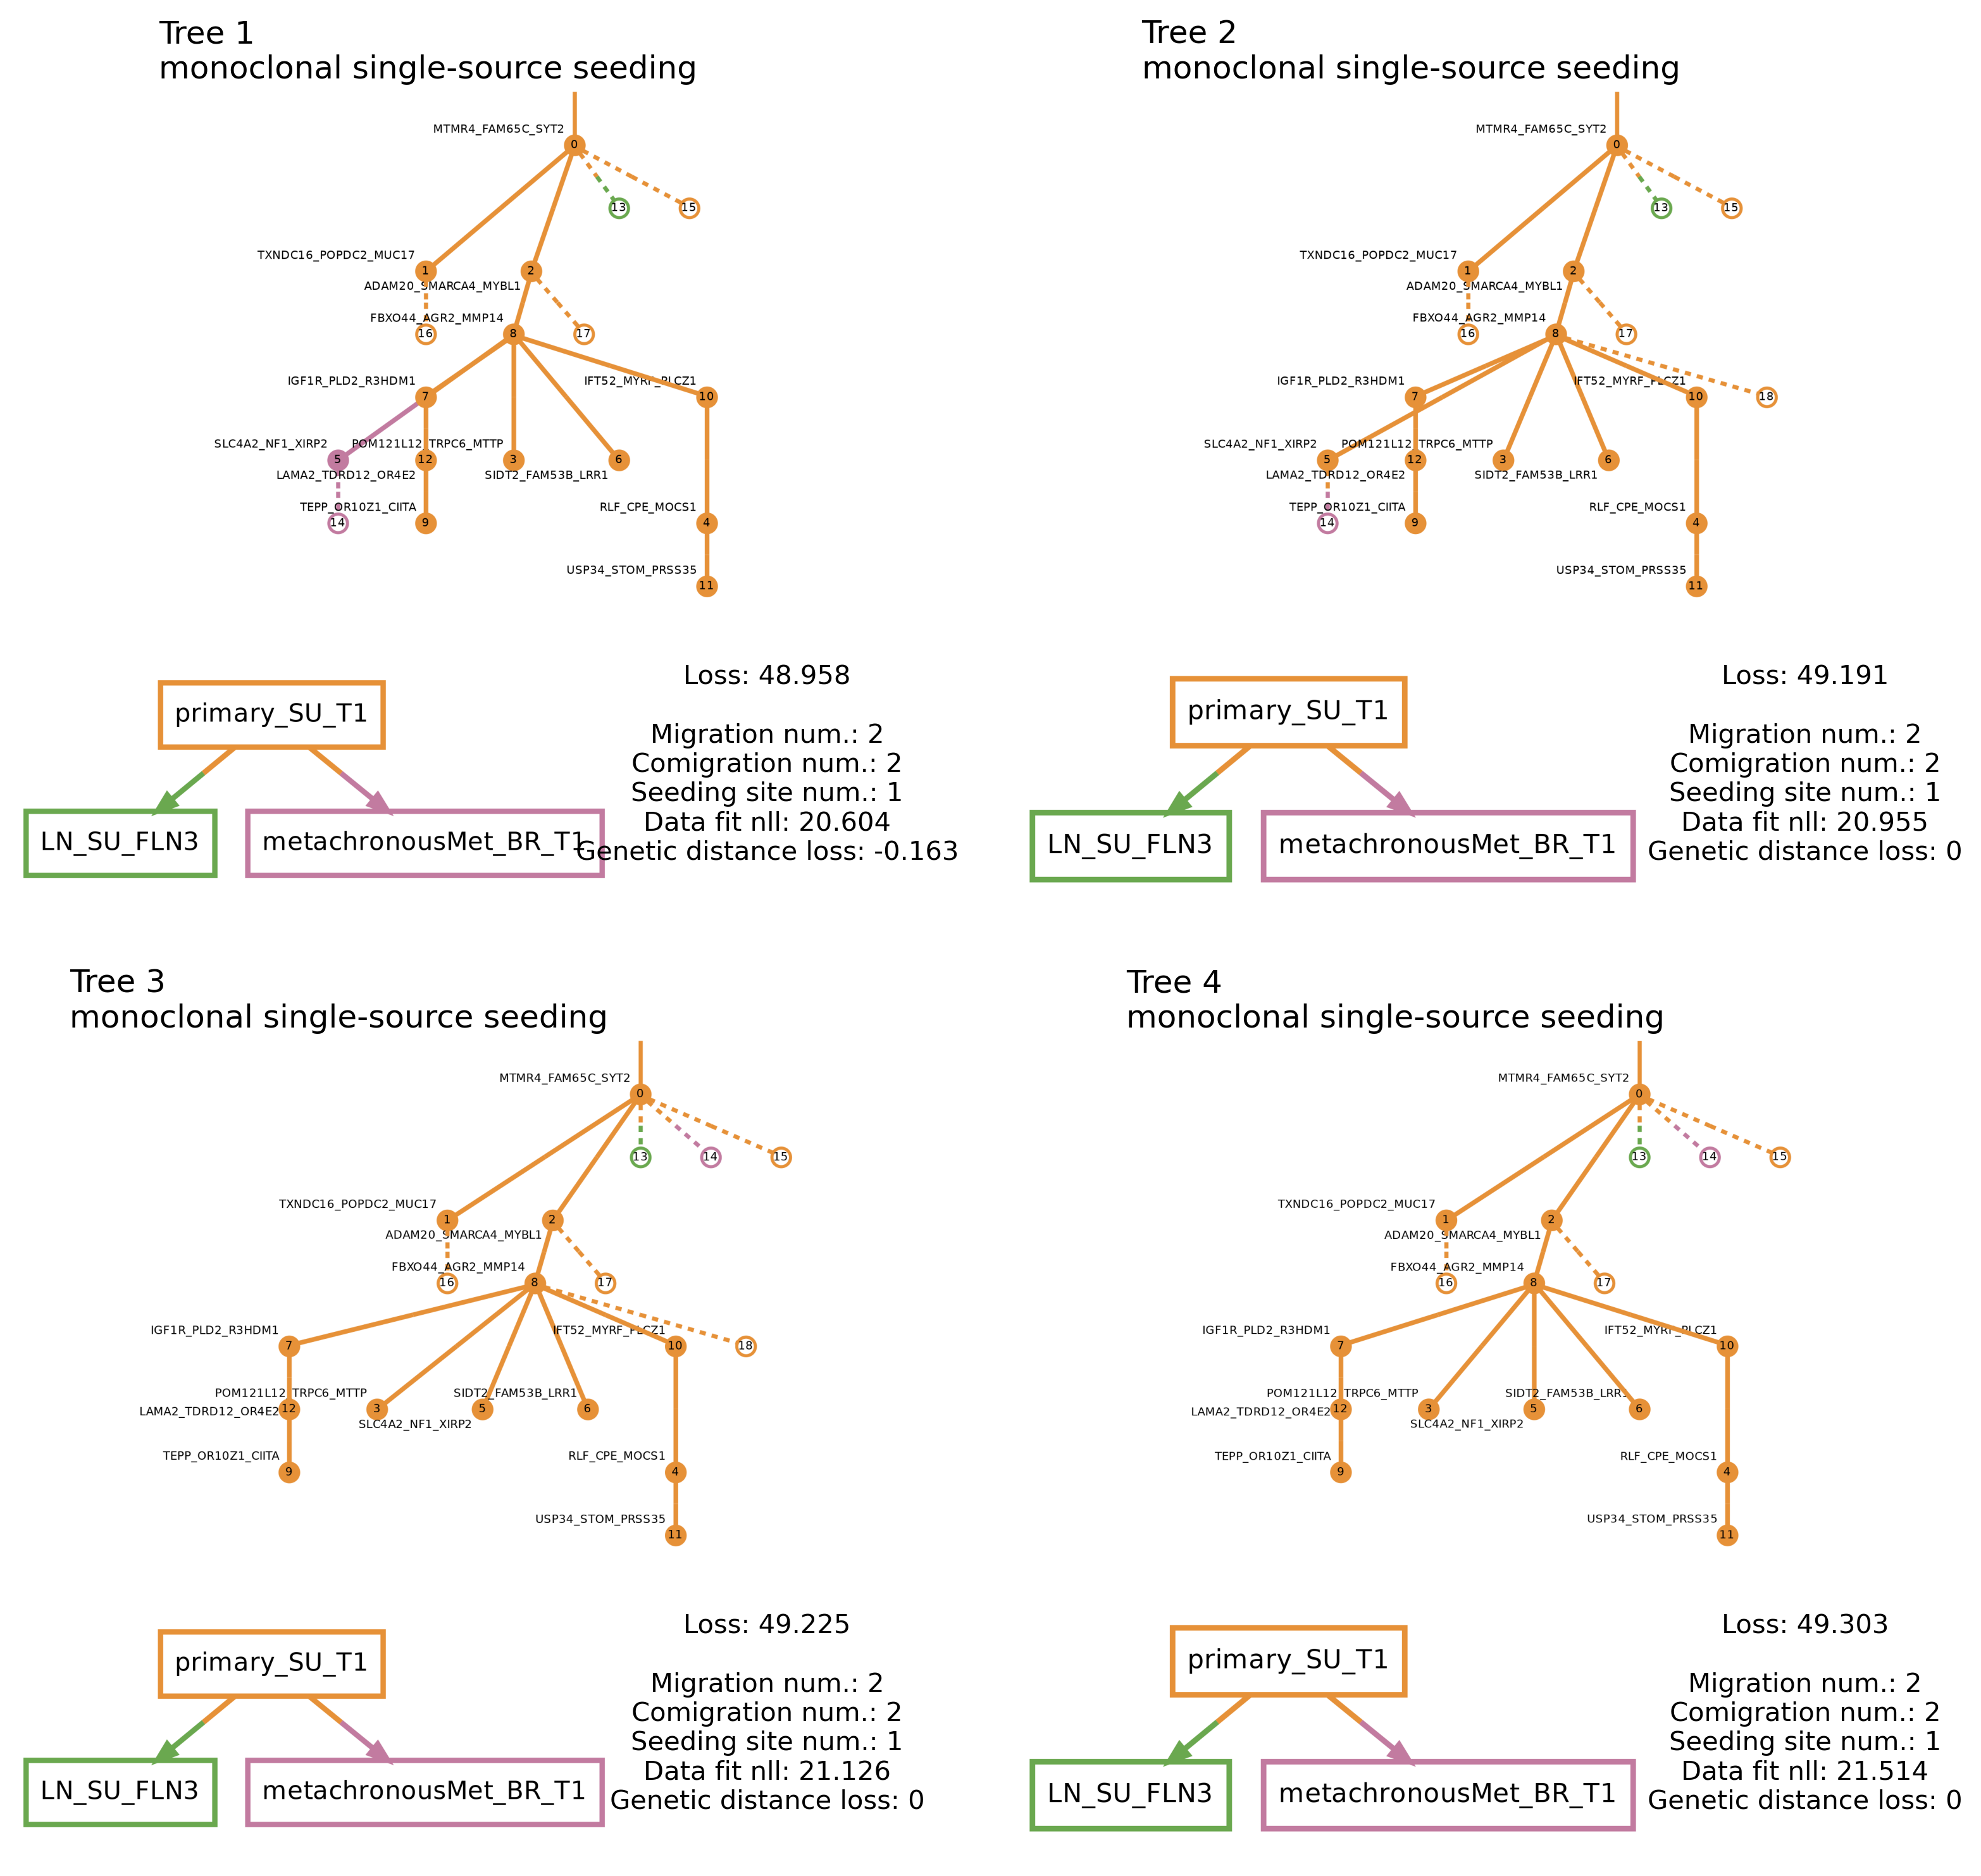 Tree 1
monoclonal single-source seeding
MTMR4_FAM65C_SYT2
0
13
15
TXNDC16_POPDC2_MUC17
1
2
ADAM20_SMARCA4_MYBL1
FBXO44_AGR2_MMP14
16
8
17
IGF1R_PLD2_R3HDM1
IFT52_MYRF_PLCZ1
7
10
SLC4A2_NF1_XIRP2
POM121L12_TRPC6_MTTP
5
12
3
6
LAMA2_TDRD12_OR4E2
SIDT2_FAM53B_LRR1
TEPP_OR10Z1_CIITA
RLF_CPE_MOCS1
14
9
4
USP34_STOM_PRSS35
11
primary_SU_T1
LN_SU_FLN3
metachronousMet_BR_T1
Loss: 48.958
Migration num.: 2
Comigration num.: 2
Seeding site num.: 1
Data fit nll: 20.604
Genetic distance loss: -0.163
Tree 2
monoclonal single-source seeding
MTMR4_FAM65C_SYT2
0
13
15
TXNDC16_POPDC2_MUC17
1
2
ADAM20_SMARCA4_MYBL1
FBXO44_AGR2_MMP14
16
8
17
IGF1R_PLD2_R3HDM1
IFT52_MYRF_PLCZ1
7
10
18
SLC4A2_NF1_XIRP2
POM121L12_TRPC6_MTTP
5
12
3
6
LAMA2_TDRD12_OR4E2
SIDT2_FAM53B_LRR1
TEPP_OR10Z1_CIITA
RLF_CPE_MOCS1
14
9
4
USP34_STOM_PRSS35
11
primary_SU_T1
LN_SU_FLN3
metachronousMet_BR_T1
Loss: 49.191
Migration num.: 2
Comigration num.: 2
Seeding site num.: 1
Data fit nll: 20.955
Genetic distance loss: 0
Tree 3
monoclonal single-source seeding
MTMR4_FAM65C_SYT2
0
13
14
15
TXNDC16_POPDC2_MUC17
1
2
ADAM20_SMARCA4_MYBL1
FBXO44_AGR2_MMP14
16
8
17
IGF1R_PLD2_R3HDM1
IFT52_MYRF_PLCZ1
7
10
18
POM121L12_TRPC6_MTTP
SIDT2_FAM53B_LRR1
LAMA2_TDRD12_OR4E2
12
3
5
6
SLC4A2_NF1_XIRP2
TEPP_OR10Z1_CIITA
RLF_CPE_MOCS1
9
4
USP34_STOM_PRSS35
11
primary_SU_T1
LN_SU_FLN3
metachronousMet_BR_T1
Loss: 49.225
Migration num.: 2
Comigration num.: 2
Seeding site num.: 1
Data fit nll: 21.126
Genetic distance loss: 0
Tree 4
monoclonal single-source seeding
MTMR4_FAM65C_SYT2
0
13
14
15
TXNDC16_POPDC2_MUC17
1
2
ADAM20_SMARCA4_MYBL1
FBXO44_AGR2_MMP14
16
8
17
IGF1R_PLD2_R3HDM1
IFT52_MYRF_PLCZ1
7
10
POM121L12_TRPC6_MTTP
SIDT2_FAM53B_LRR1
LAMA2_TDRD12_OR4E2
12
3
5
6
SLC4A2_NF1_XIRP2
TEPP_OR10Z1_CIITA
RLF_CPE_MOCS1
9
4
USP34_STOM_PRSS35
11
primary_SU_T1
LN_SU_FLN3
metachronousMet_BR_T1
Loss: 49.303
Migration num.: 2
Comigration num.: 2
Seeding site num.: 1
Data fit nll: 21.514
Genetic distance loss: 0